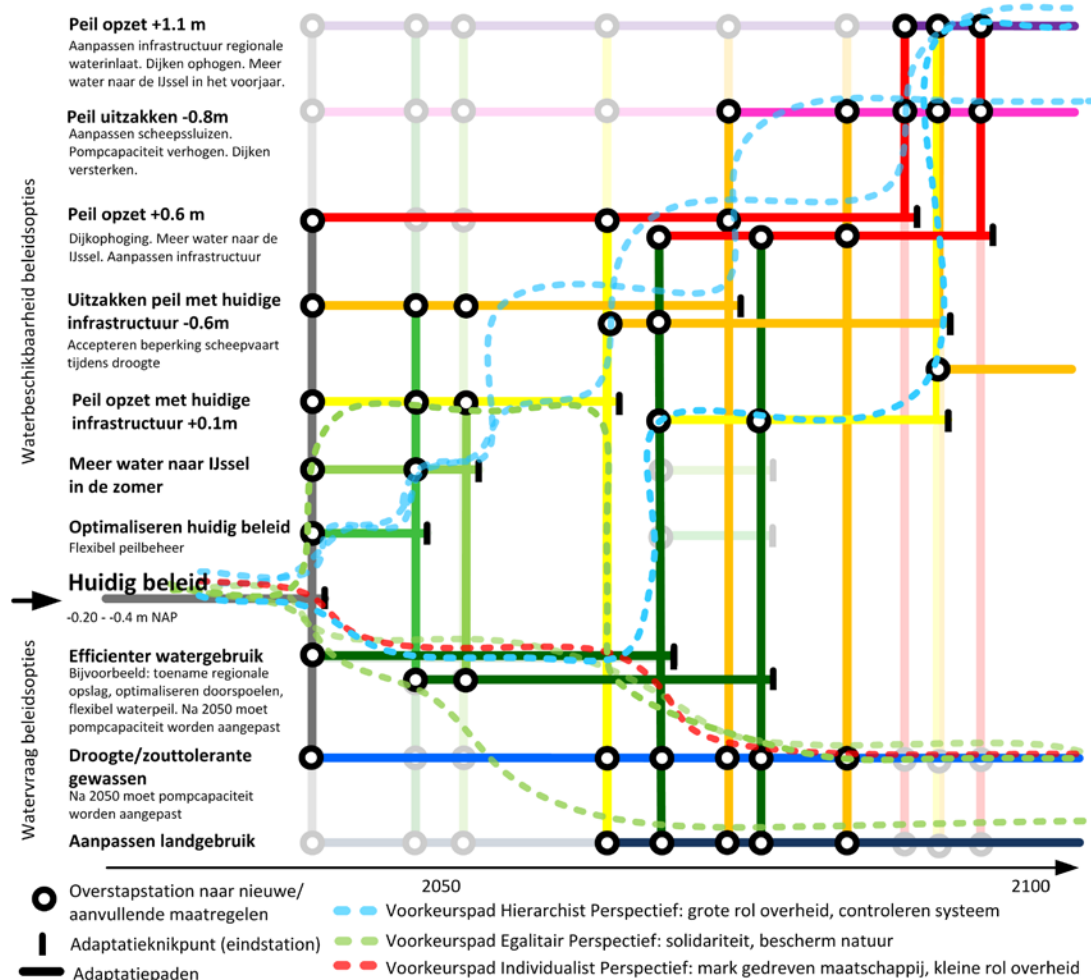 Peil opzet +1.1 m
Aanpassen infrastructuur regionale
waterinlaat. Dijken ophogen. Meer
water naar de IJssel in het voorjaar.
Peil uitzakken -0.8m
Aanpassen scheepssluizen.
Pompcapaciteit verhogen. Dijken
versterken.
Peil opzet +0.6 m
Dijkophoging. Meer water naar de
IJssel. Aanpassen infrastructuur
Uitzakken peil met huidige
infrastructuur -0.6m
Accepteren beperking scheepvaart
tijdens droogte
Peil opzet met huidige
infrastructuur +0.1m
Meer water naar IJssel
in de zomer
Optimaliseren huidig beleid
Flexibel peilbeheer
Huidig beleid
-0.20 - -0.4 m NAP
Efficienter watergebruik
Bijvoorbeeld: toename regionale
opslag, optimaliseren doorspoelen,
flexibel waterpeil. Na 2050 moet
pompcapaciteit worden aangepast
Droogte/zouttolerante
gewassen
Na 2050 moet pompcapaciteit
worden aangepast
Aanpassen landgebruik
Waterbeschikbaarheid beleidsopties
Watervraag beleidsopties
2050
2100
Overstapstation naar nieuwe/
aanvullende maatregelen
Adaptatieknikpunt (eindstation)
Adaptatiepaden
Voorkeurspad Hierarchist Perspectief: grote rol overheid, controleren systeem
Voorkeurspad Egalitair Perspectief: solidariteit, bescherm natuur
Voorkeurspad Individualist Perspectief: mark gedreven maatschappij, kleine rol overheid